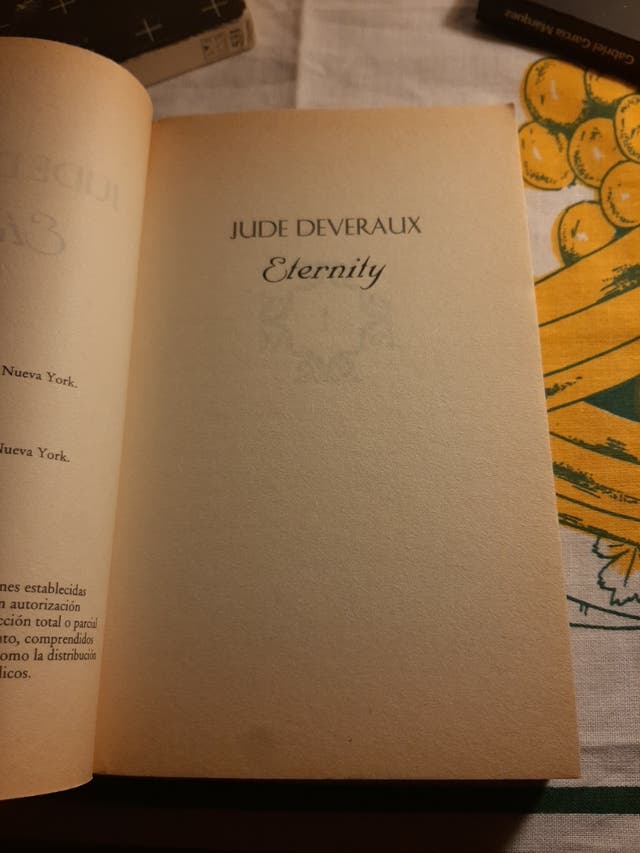 Gabriel García Márquez
JUDE DEVERAUX
Eternity
Nueva York.
Nueva York.
nes establecidas
n autorización
cción total o parcial
nto, comprendidos
omo la distribución
licos.